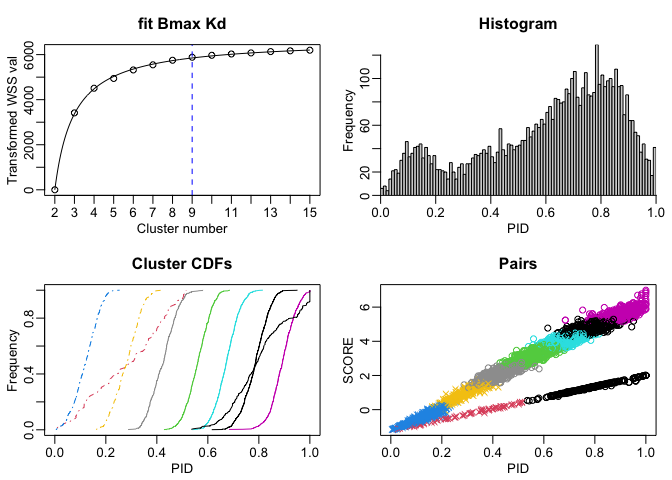 fit Bmax Kd
Transformed WSS val
0 2000 4000 6000
2 3 4 5 6 7 8 9 11 13 15
Cluster number
Histogram
Frequency
0 20 60 100
0.0 0.2 0.4 0.6 0.8 1.0
PID
Cluster CDFs
Frequency
0.0 0.4 0.8
0.0 0.2 0.4 0.6 0.8 1.0
PID
Pairs
SCORE
0 2 4 6
0.0 0.2 0.4 0.6 0.8 1.0
PID